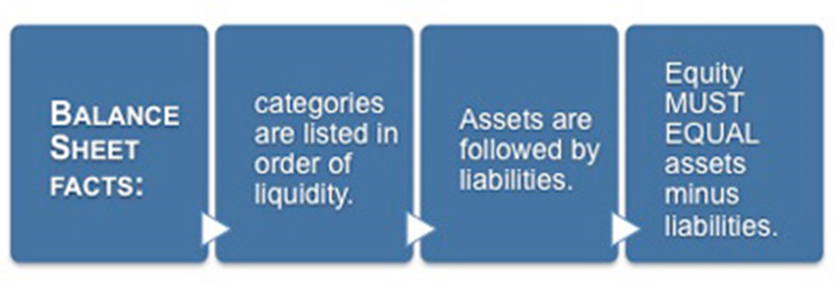 BALANCE
SHEET
FACTS:
categories
are listed in
order of
liquidity.
Assets are
followed by
liabilities.
Equity
MUST
EQUAL
assets
minus
liabilities.